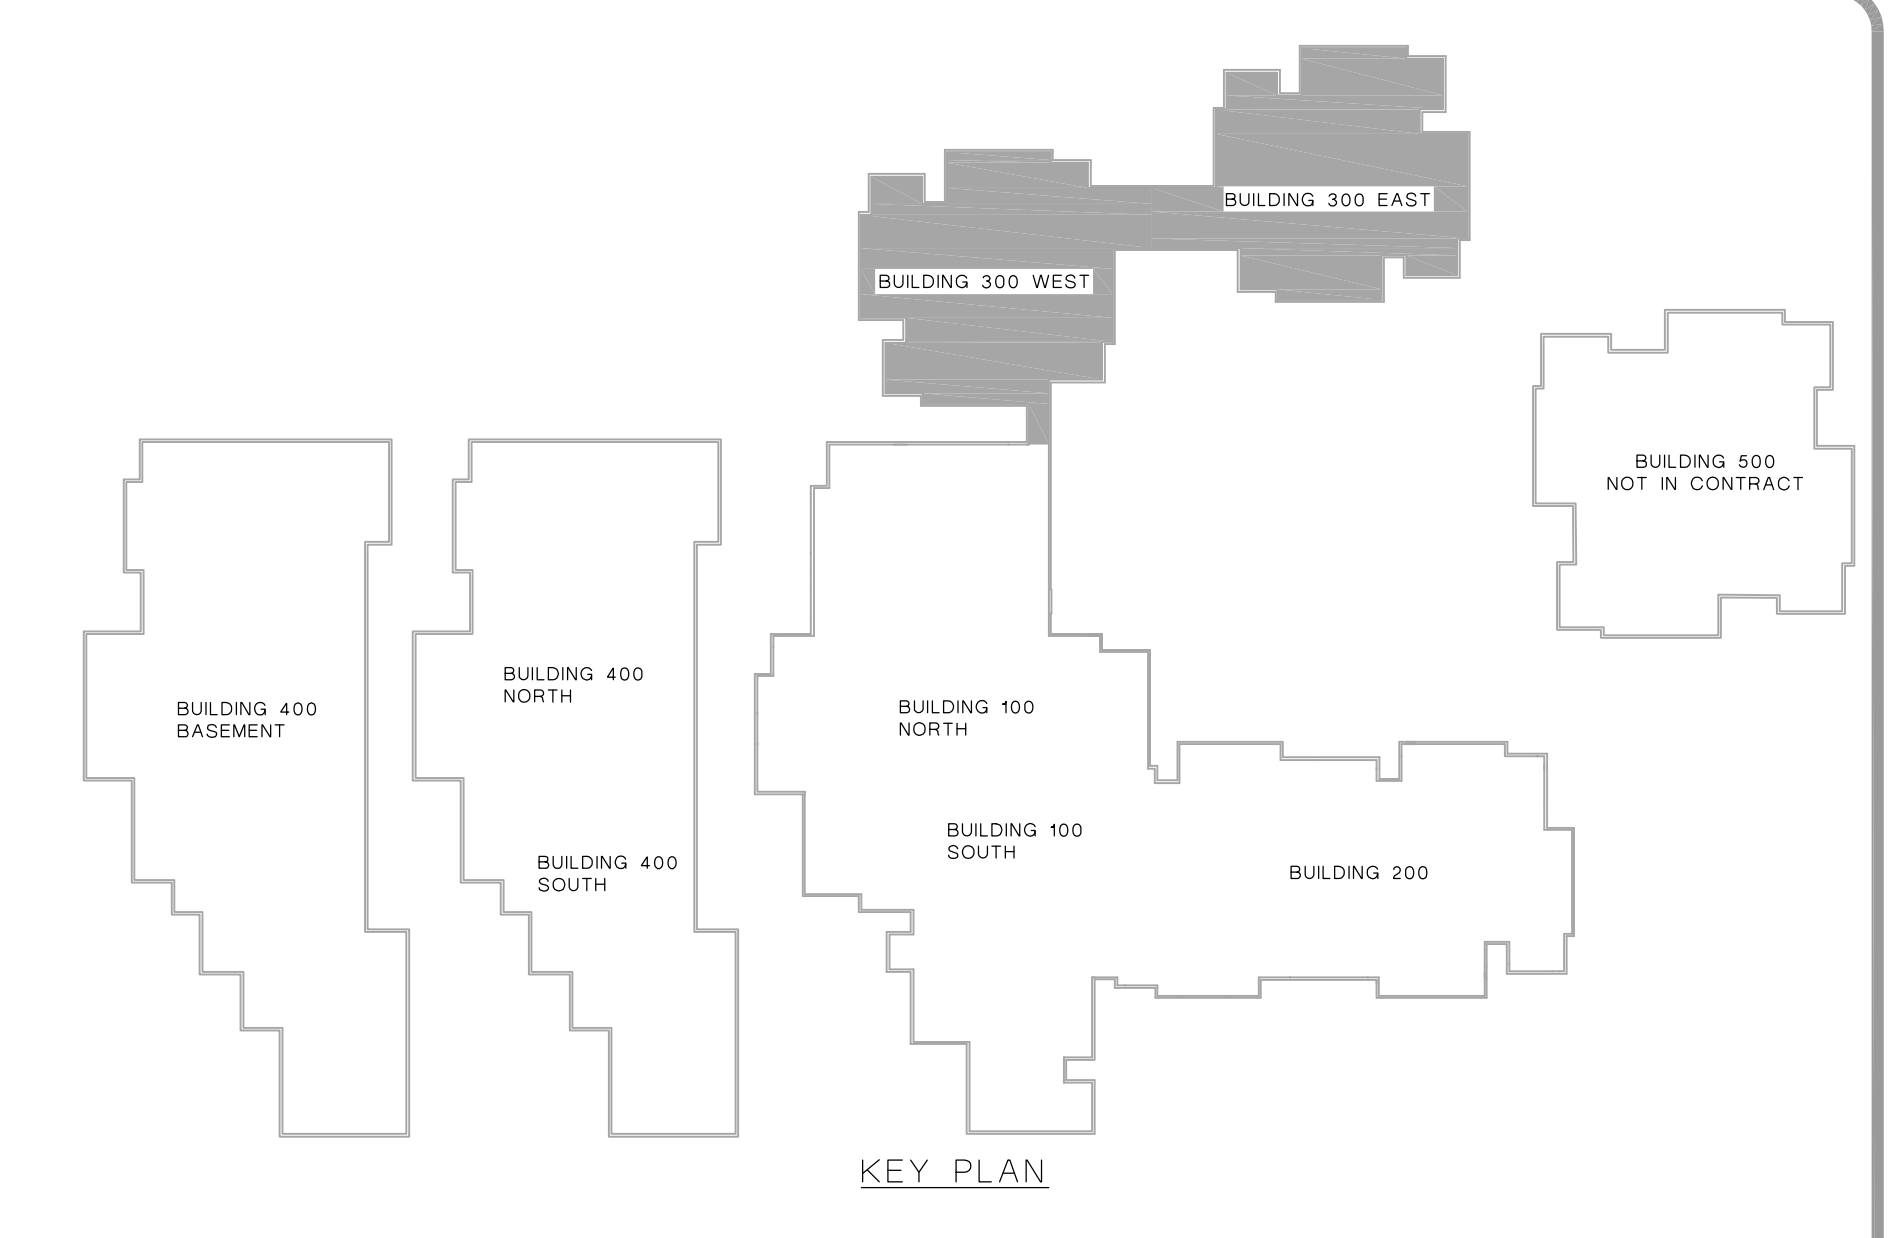 BUILDING 300 EAST
BUILDING 300 WEST
BUILDING 500
NOT IN CONTRACT
BUILDING 400
NORTH
BUILDING 400
BASEMENT
BUILDING 100
NORTH
BUILDING 100
SOUTH
BUILDING 400
SOUTH
BUILDING 200
KEY PLAN